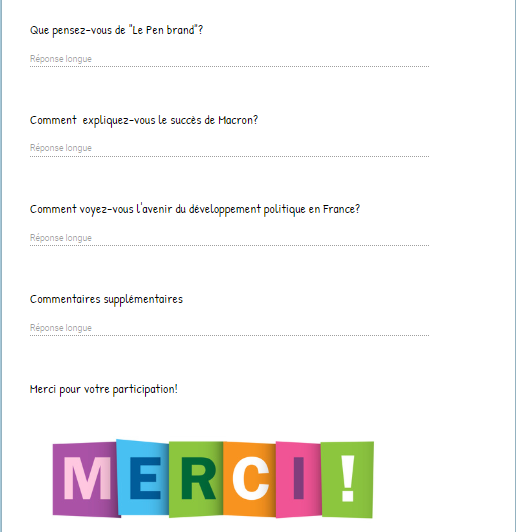 Que pensez-vous de "Le Pen brand"?
Réponse longue
Comment expliquez-vous le succès de Macron?
Réponse longue
Comment voyez-vous l'avenir du développement politique en France?
Réponse longue
Commentaires supplémentaires
Réponse longue
Merci pour votre participation!
MERCI!